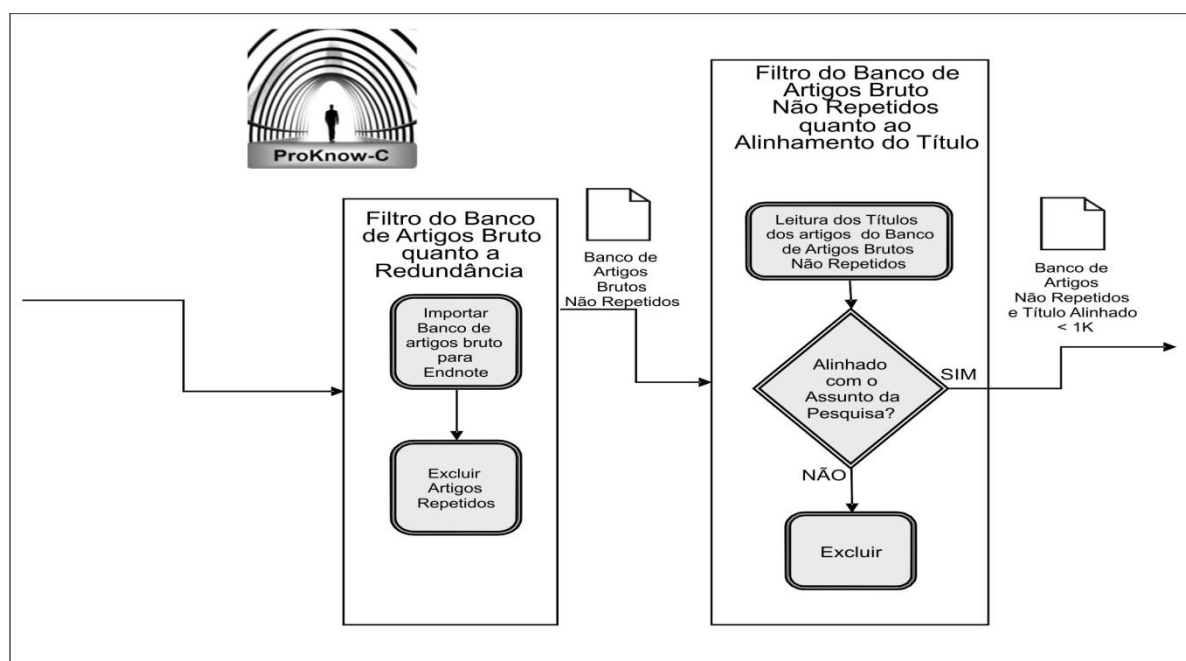 ProKnow-C
Filtro do Banco
de Artigos Bruto
quanto a
Redundância
Importar
Banco de
artigos bruto
para
Endnote
Excluir
Artigos
Repetidos
Banco de
Artigos
Brutos
Não Repetidos
Filtro do Banco de
Artigos Bruto
Não Repetidos
quanto ao
Alinhamento do Título
Leitura dos Títulos
dos artigos do Banco
de Artigos Brutos
Não Repetidos
Alinhado
com o
Assunto da
Pesquisa?
SIM
NÃO
Excluir
Banco de
Artigos
Não Repetidos
e Título Alinhado
< 1K